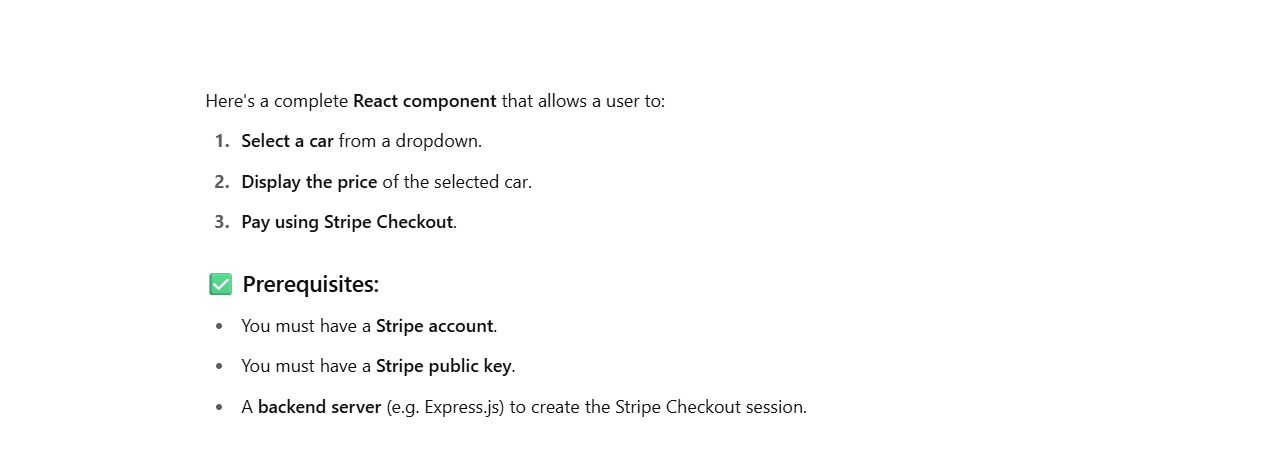 Here's a complete React component that allows a user to:
1. Select a car from a dropdown.
2. Display the price of the selected car.
3. Pay using Stripe Checkout.
✅ Prerequisites:
• You must have a Stripe account.
• You must have a Stripe public key.
• A backend server (e.g. Express.js) to create the Stripe Checkout session.